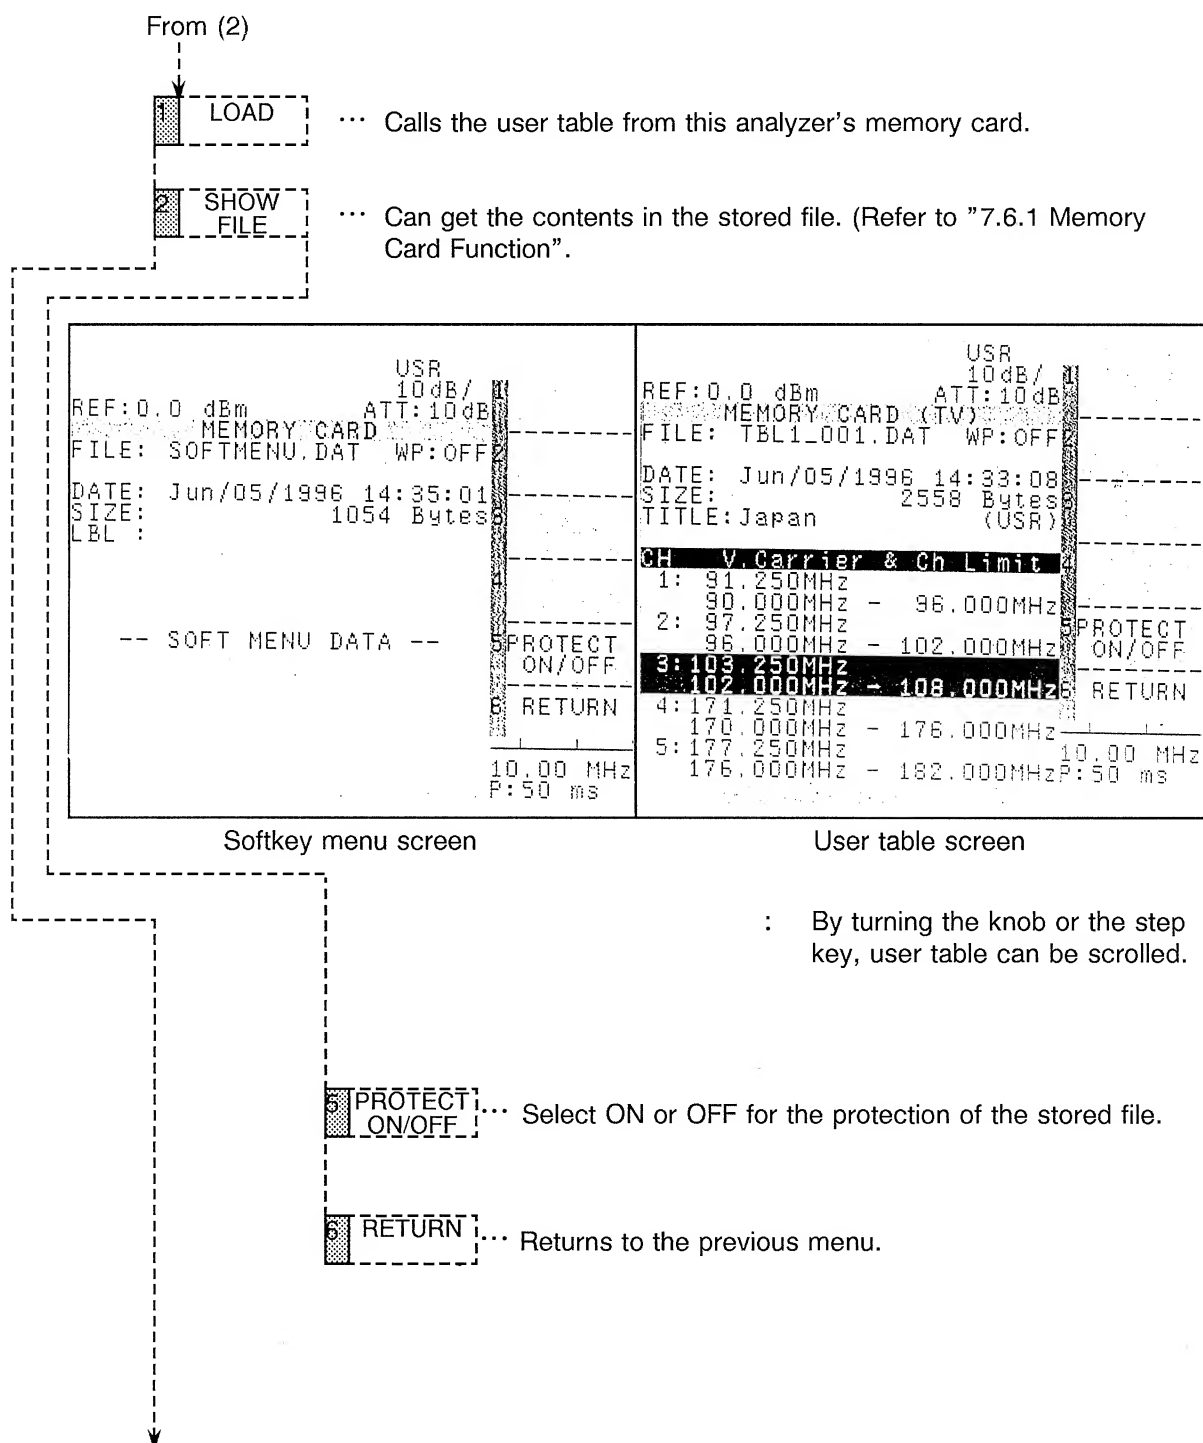 From (2)
1 LOAD ··· Calls the user table from this analyzer's memory card.
2 SHOW FILE ··· Can get the contents in the stored file. (Refer to "7.6.1 Memory
Card Function".
USR
10dB/ 1
REF:0.0 dBm ATT:10dB
MEMORY CARD
FILE: SOFTMENU.DAT WP:OFF 2
DATE: Jun/05/1996 14:35:01
SIZE: 1054 Bytes 3
LBL :
4
-- SOFT MENU DATA -- 5 PROTECT
ON/OFF
6 RETURN
10.00 MHz
P:50 ms
USR
10dB/ 1
REF:0.0 dBm ATT:10dB
MEMORY CARD (TV)
FILE: TBL1_001.DAT WP:OFF 2
DATE: Jun/05/1996 14:33:08
SIZE: 2558 Bytes 3
TITLE:Japan (USR)
CH V.Carrier & Ch Limit 4
1: 91.250MHz
90.000MHz - 96.000MHz
2: 97.250MHz 5 PROTECT
96.000MHz - 102.000MHz ON/OFF
3:103.250MHz
102.000MHz - 108.000MHz 6 RETURN
4:171.250MHz
170.000MHz - 176.000MHz
5:177.250MHz 10.00 MHz
176.000MHz - 182.000MHz P:50 ms
Softkey menu screen
User table screen
: By turning the knob or the step
key, user table can be scrolled.
5 PROTECT ON/OFF ··· Select ON or OFF for the protection of the stored file.
6 RETURN ··· Returns to the previous menu.